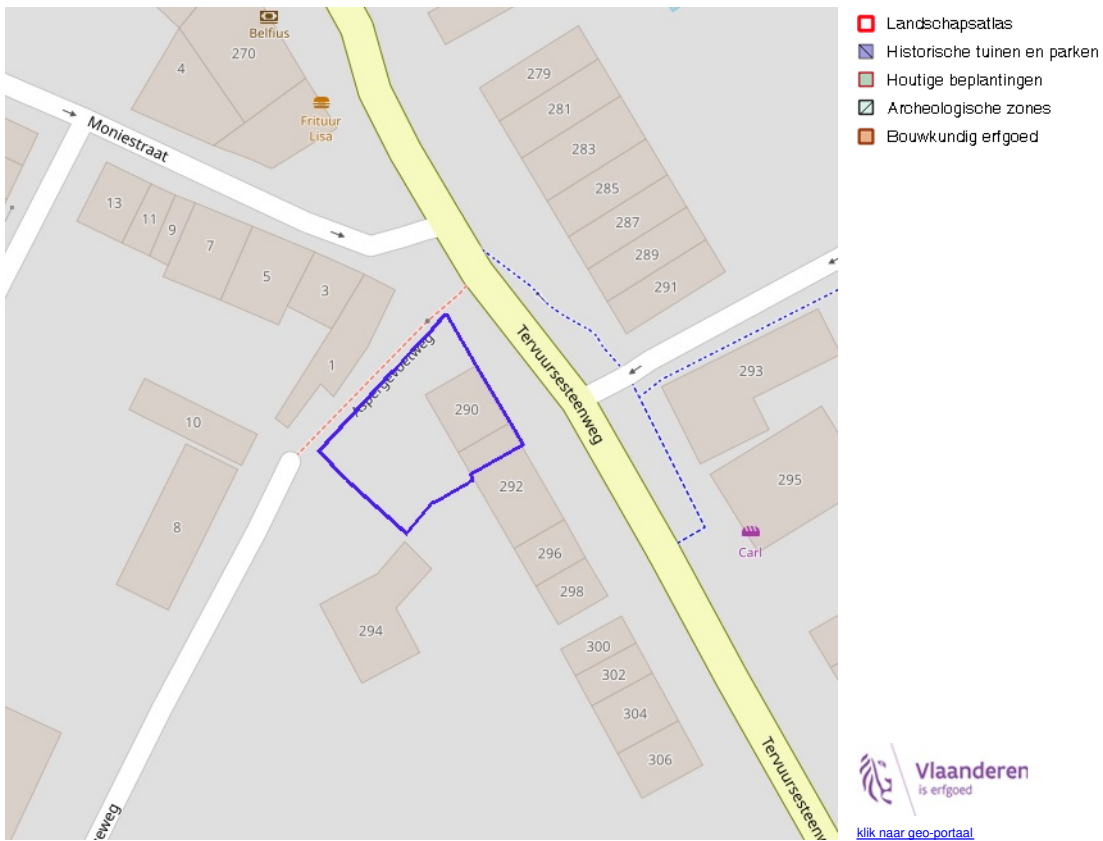 Belfius
270
4
Frituur
Lisa
Moniestraat
279
281
283
285
287
289
291
13
11
9
7
5
3
1
Aspergevoetweg
Tervuursesteenweg
290
292
296
298
293
295
Carl
10
8
294
300
302
304
306
Tervuursesteenw
eweg
Landschapsatlas
Historische tuinen en parken
Houtige beplantingen
Archeologische zones
Bouwkundig erfgoed
Vlaanderen
is erfgoed
klik naar geo-portaal